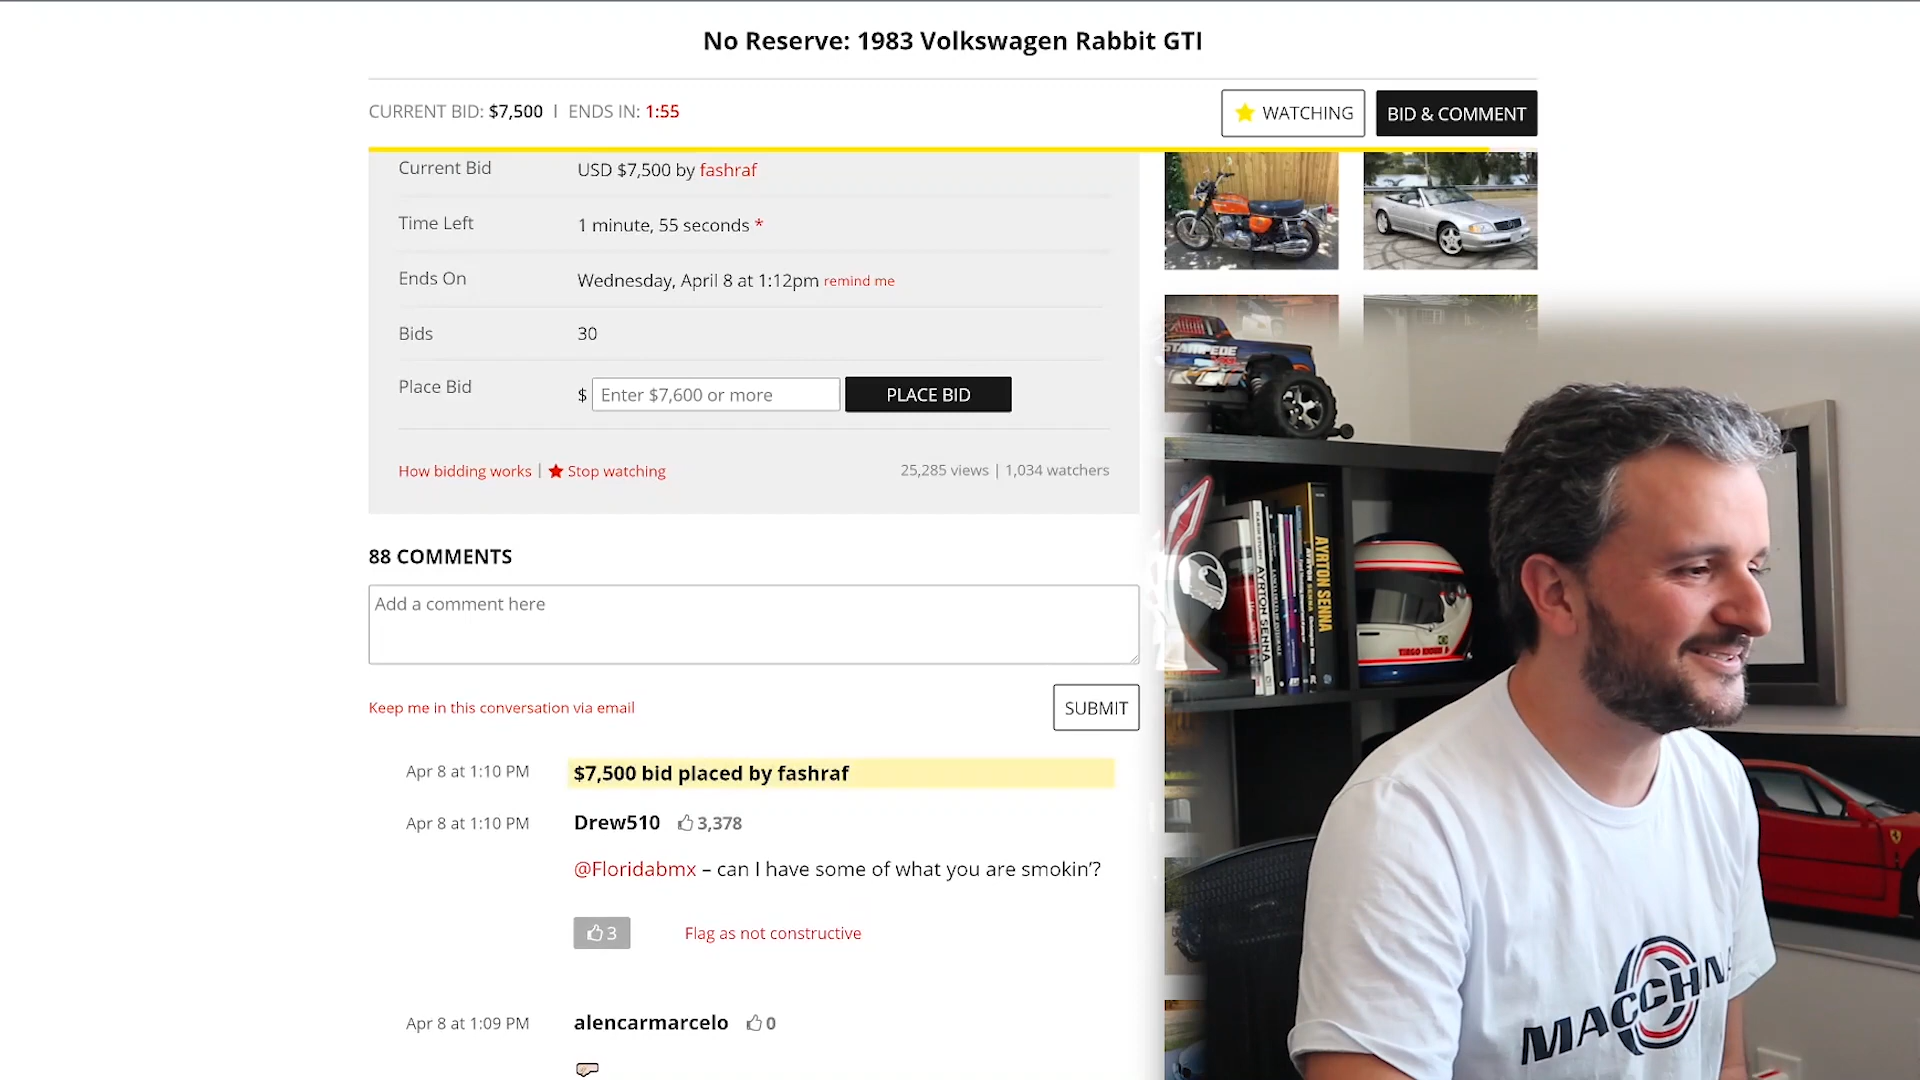 No Reserve: 1983 Volkswagen Rabbit GTI
CURRENT BID: $7,500 | ENDS IN: 1:55
WATCHING
BID & COMMENT
Current Bid USD $7,500 by fashraf
Time Left 1 minute, 55 seconds *
Ends On Wednesday, April 8 at 1:12pm remind me
Bids 30
Place Bid $ Enter $7,600 or more PLACE BID
How bidding works | Stop watching 25,285 views | 1,034 watchers
88 COMMENTS
Add a comment here
Keep me in this conversation via email
SUBMIT
Apr 8 at 1:10 PM $7,500 bid placed by fashraf
Apr 8 at 1:10 PM Drew510 3,378
@Floridabmx – can I have some of what you are smokin'?
3 Flag as not constructive
Apr 8 at 1:09 PM alencarmarcelo 0
STAMPEDE
AYRTON SENNA
AYRTON SENNA
MACCHINA